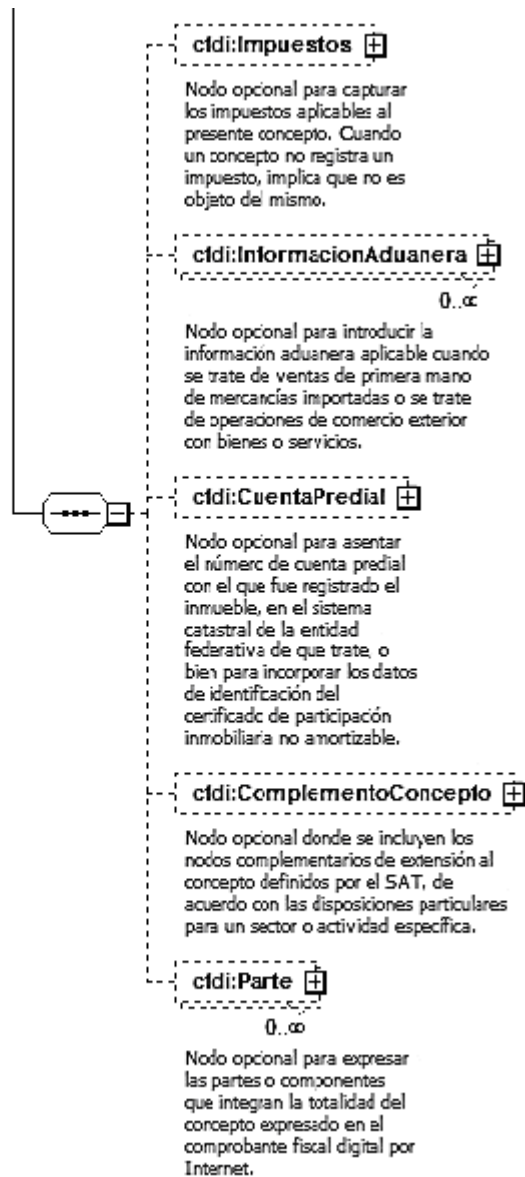 cfdi:Impuestos
Nodo opcional para capturar
los impuestos aplicables al
presente concepto. Cuando
un concepto no registra un
impuesto, implica que no es
objeto del mismo.
cfdi:InformacionAduanera
0..∞
Nodo opcional para introducir la
información aduanera aplicable cuando
se trate de ventas de primera mano
de mercancías importadas o se trate
de operaciones de comercio exterior
con bienes o servicios.
cfdi:CuentaPredial
Nodo opcional para asentar
el número de cuenta predial
con el que fue registrado el
inmueble, en el sistema
catastral de la entidad
federativa de que trate, o
bien para incorporar los datos
de identificación del
certificado de participación
inmobiliaria no amortizable.
cfdi:ComplementoConcepto
Nodo opcional donde se incluyen los
nodos complementarios de extensión al
concepto definidos por el SAT, de
acuerdo con las disposiciones particulares
para un sector o actividad específica.
cfdi:Parte
0..∞
Nodo opcional para expresar
las partes o componentes
que integran la totalidad del
concepto expresado en el
comprobante fiscal digital por
Internet.